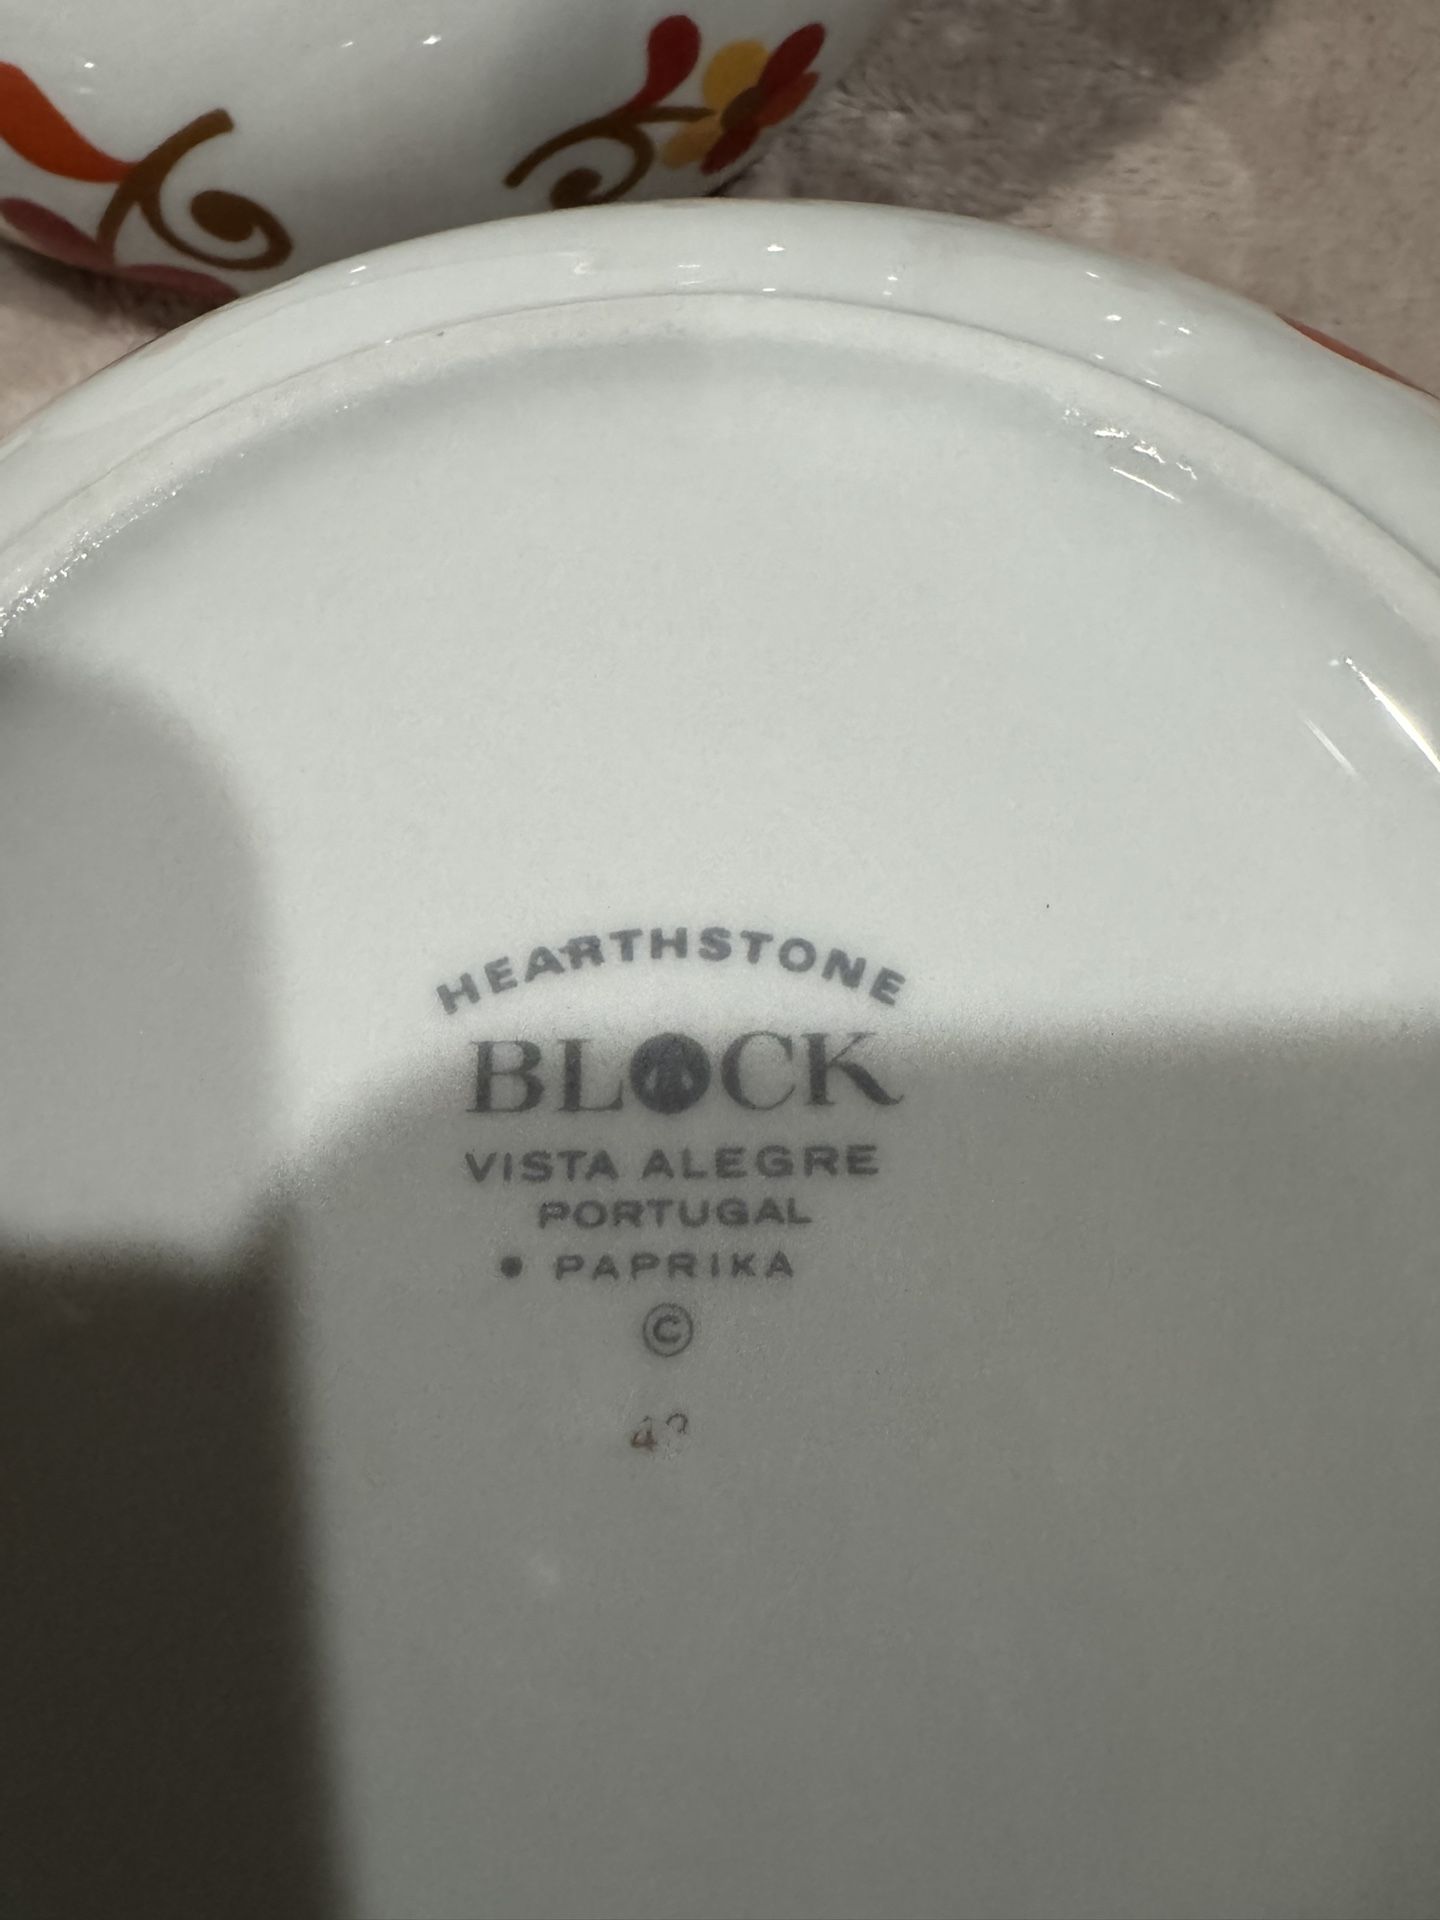 HEARTHSTONE
BLOCK
VISTA ALEGRE
PORTUGAL
• PAPRIKA
©